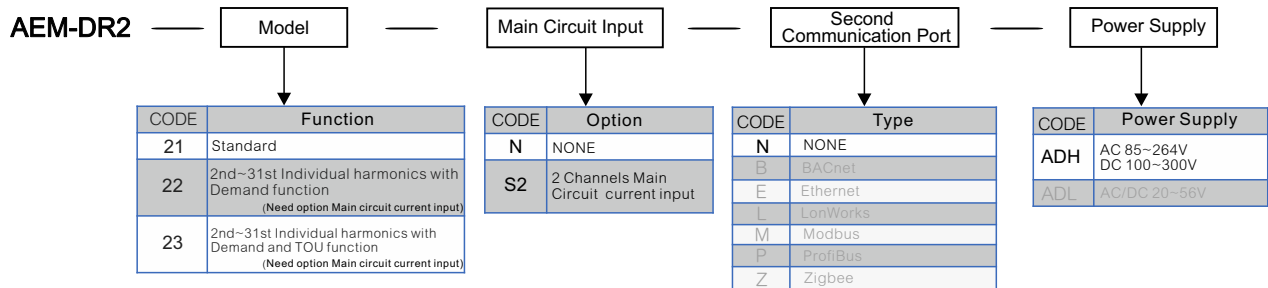 AEM-DR2
Model
Main Circuit Input
Second
Communication Port
Power Supply
CODE Function
21 Standard
22 2nd~31st Individual harmonics with
Demand function
(Need option Main circuit current input)
23 2nd~31st Individual harmonics with
Demand and TOU function
(Need option Main circuit current input)
CODE Option
N NONE
S2 2 Channels Main
Circuit current input
CODE Type
N NONE
B BACnet
E Ethernet
L LonWorks
M Modbus
P ProfiBus
Z Zigbee
CODE Power Supply
ADH AC 85~264V
DC 100~300V
ADL AC/DC 20~56V